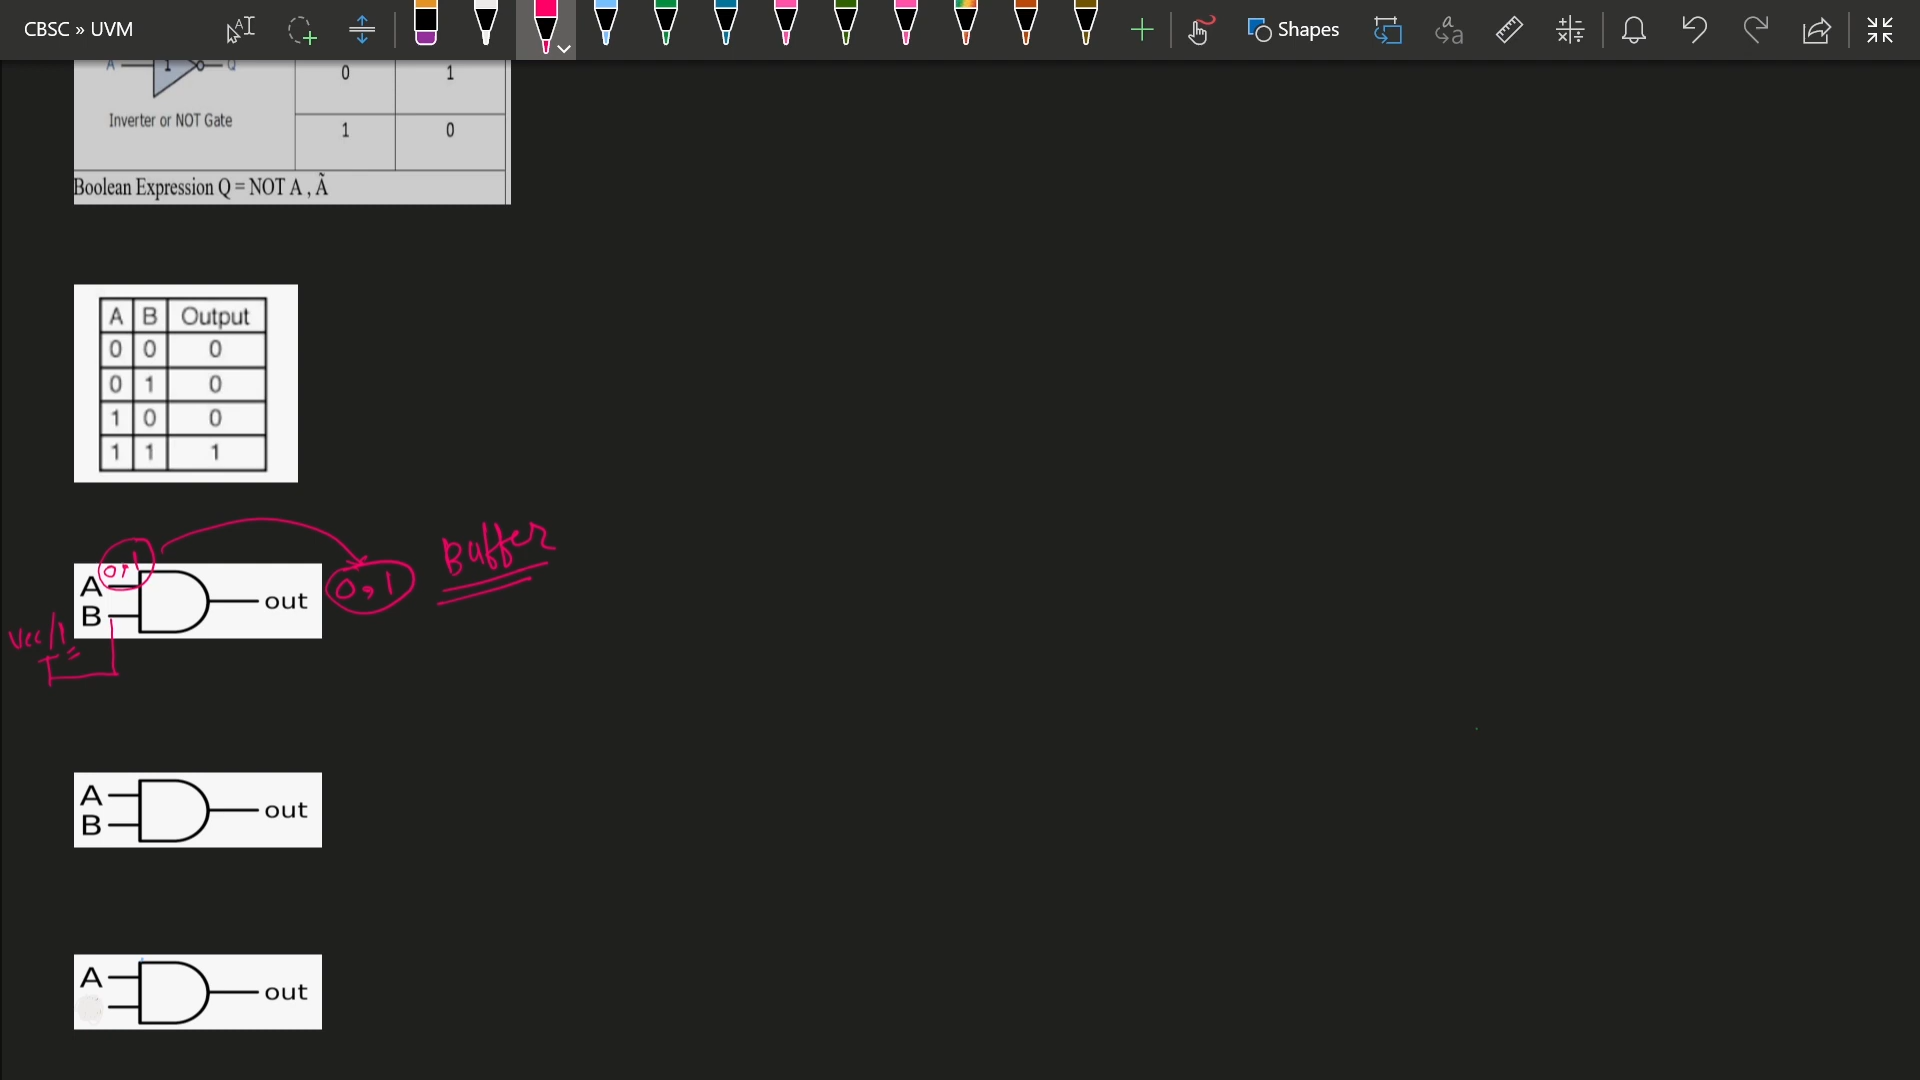 CBSC » UVM
Shapes
A 1 Q
0 1
Inverter or NOT Gate
1 0
Boolean Expression Q = NOT A , Ã
A B Output
0 0 0
0 1 0
1 0 0
1 1 1
Buffer
0,1
A
0,1
out
B
Vcc/1
A
out
B
A
out